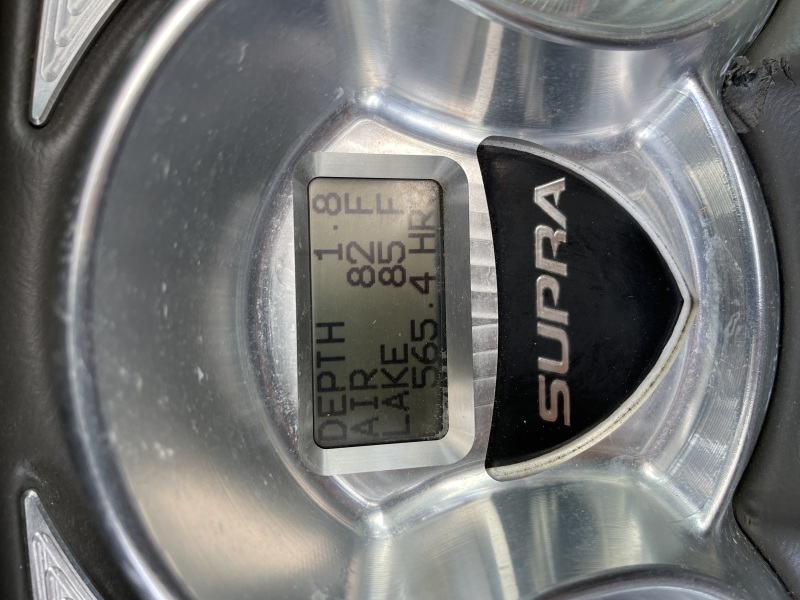 DEPTH 1.8
AIR 82 F
LAKE 85 F
565.4 HR
SUPRA